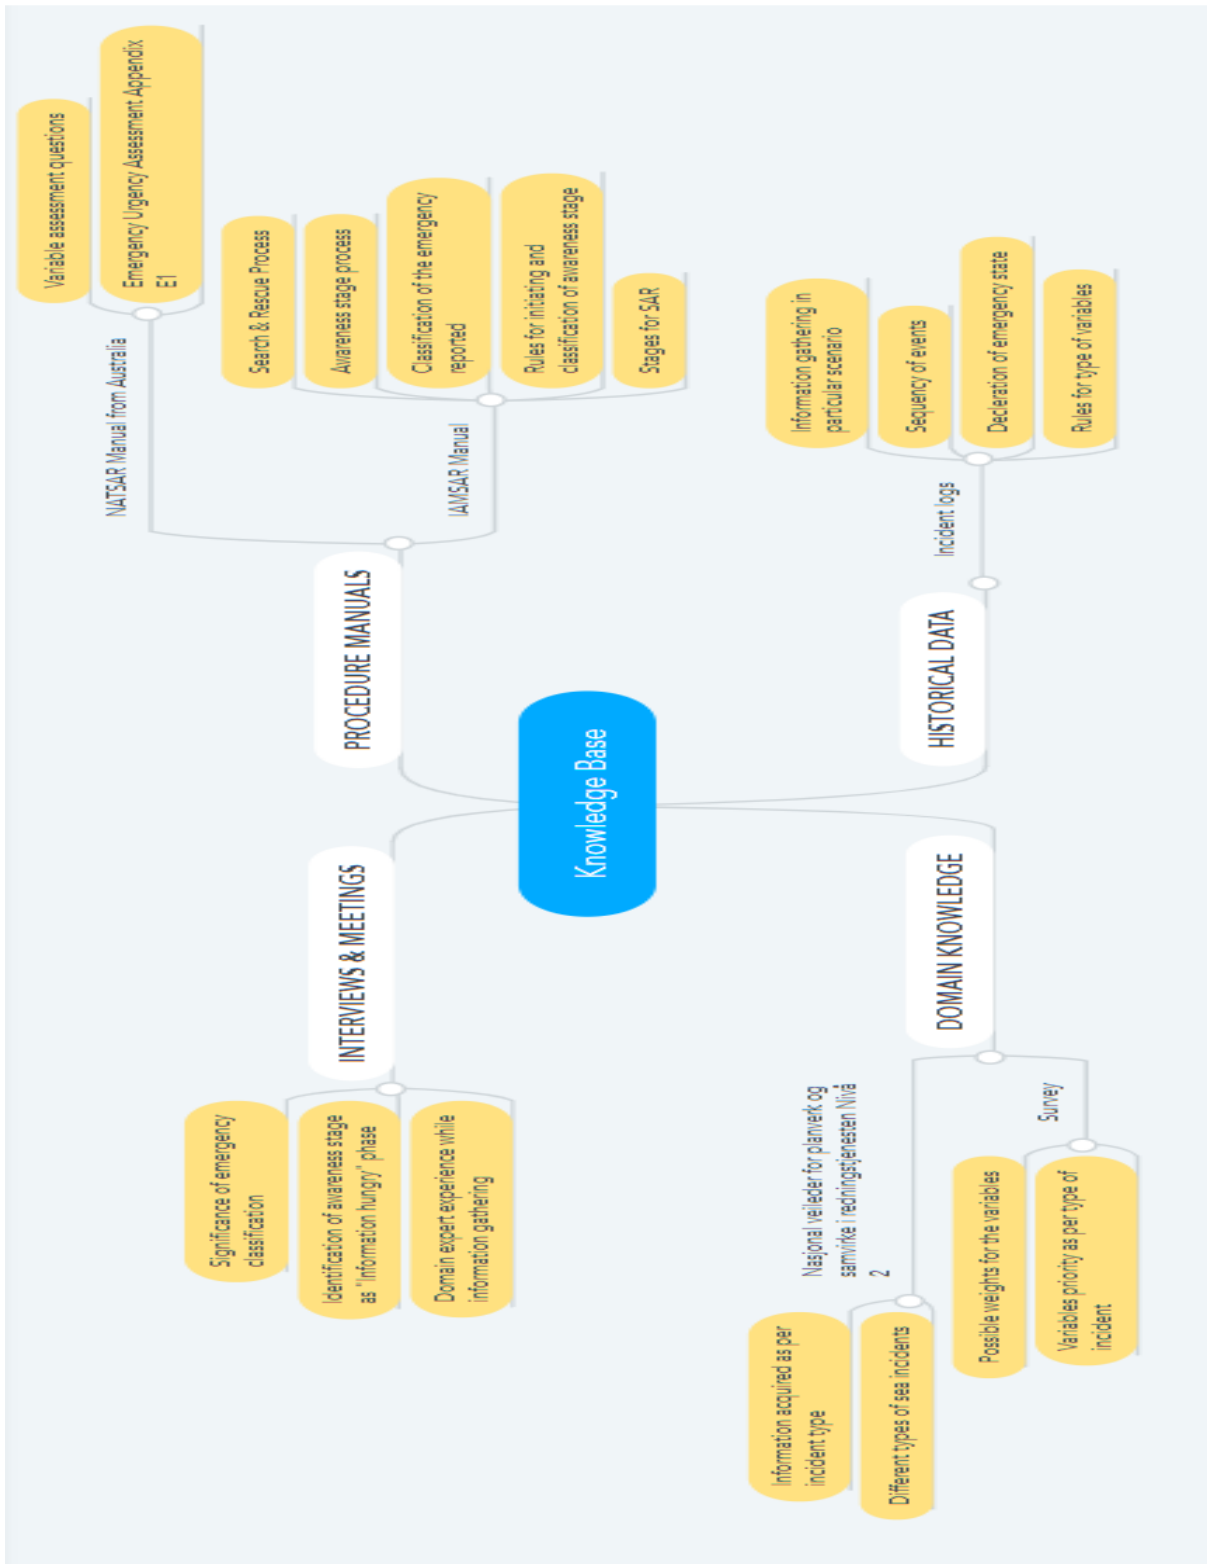 Knowledge Base
INTERVIEWS & MEETINGS
Significance of emergency
classification
Identification of awareness stage
as "Information hungry" phase
Domain expert experience while
information gathering
PROCEDURE MANUALS
NATSAR Manual from Australia
Variable assessment questions
Emergency Urgency Assessment Appendix
E1
IAMSAR Manual
Search & Rescue Process
Awareness stage process
Classification of the emergency
reported
Rules for initiating and
classification of awareness stage
Stages for SAR
DOMAIN KNOWLEDGE
Nasjonal veileder for planverk og
samvirke i redningstjenesten Nivå
2
Information acquired as per
incident type
Different types of sea incidents
Survey
Possible weights for the variables
Variables priority as per type of
incident
HISTORICAL DATA
Incident logs
Information gathering in
particular scenario
Sequency of events
Decleration of emergency state
Rules for type of variables